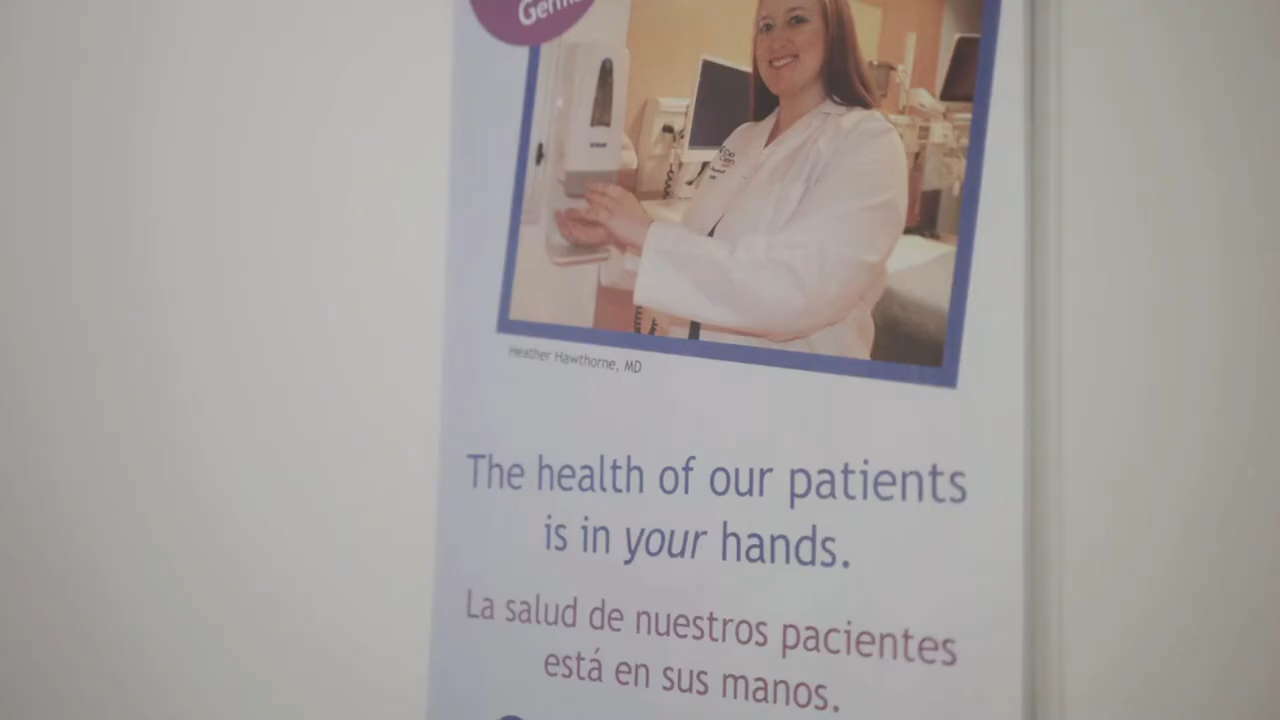 Heather Hawthorne, MD
The health of our patients
is in your hands.
La salud de nuestros pacientes
está en sus manos.